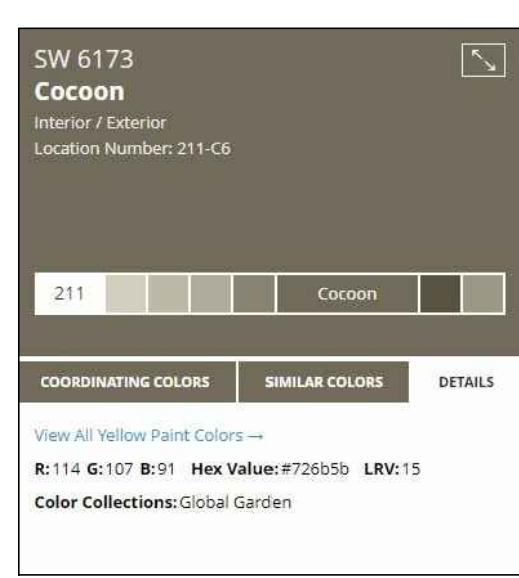 SW 6173
Cocoon
Interior / Exterior
Location Number: 211-C6
211 Cocoon
COORDINATING COLORS SIMILAR COLORS DETAILS
View All Yellow Paint Colors →
R:114 G:107 B:91 Hex Value:#726b5b LRV:15
Color Collections:Global Garden